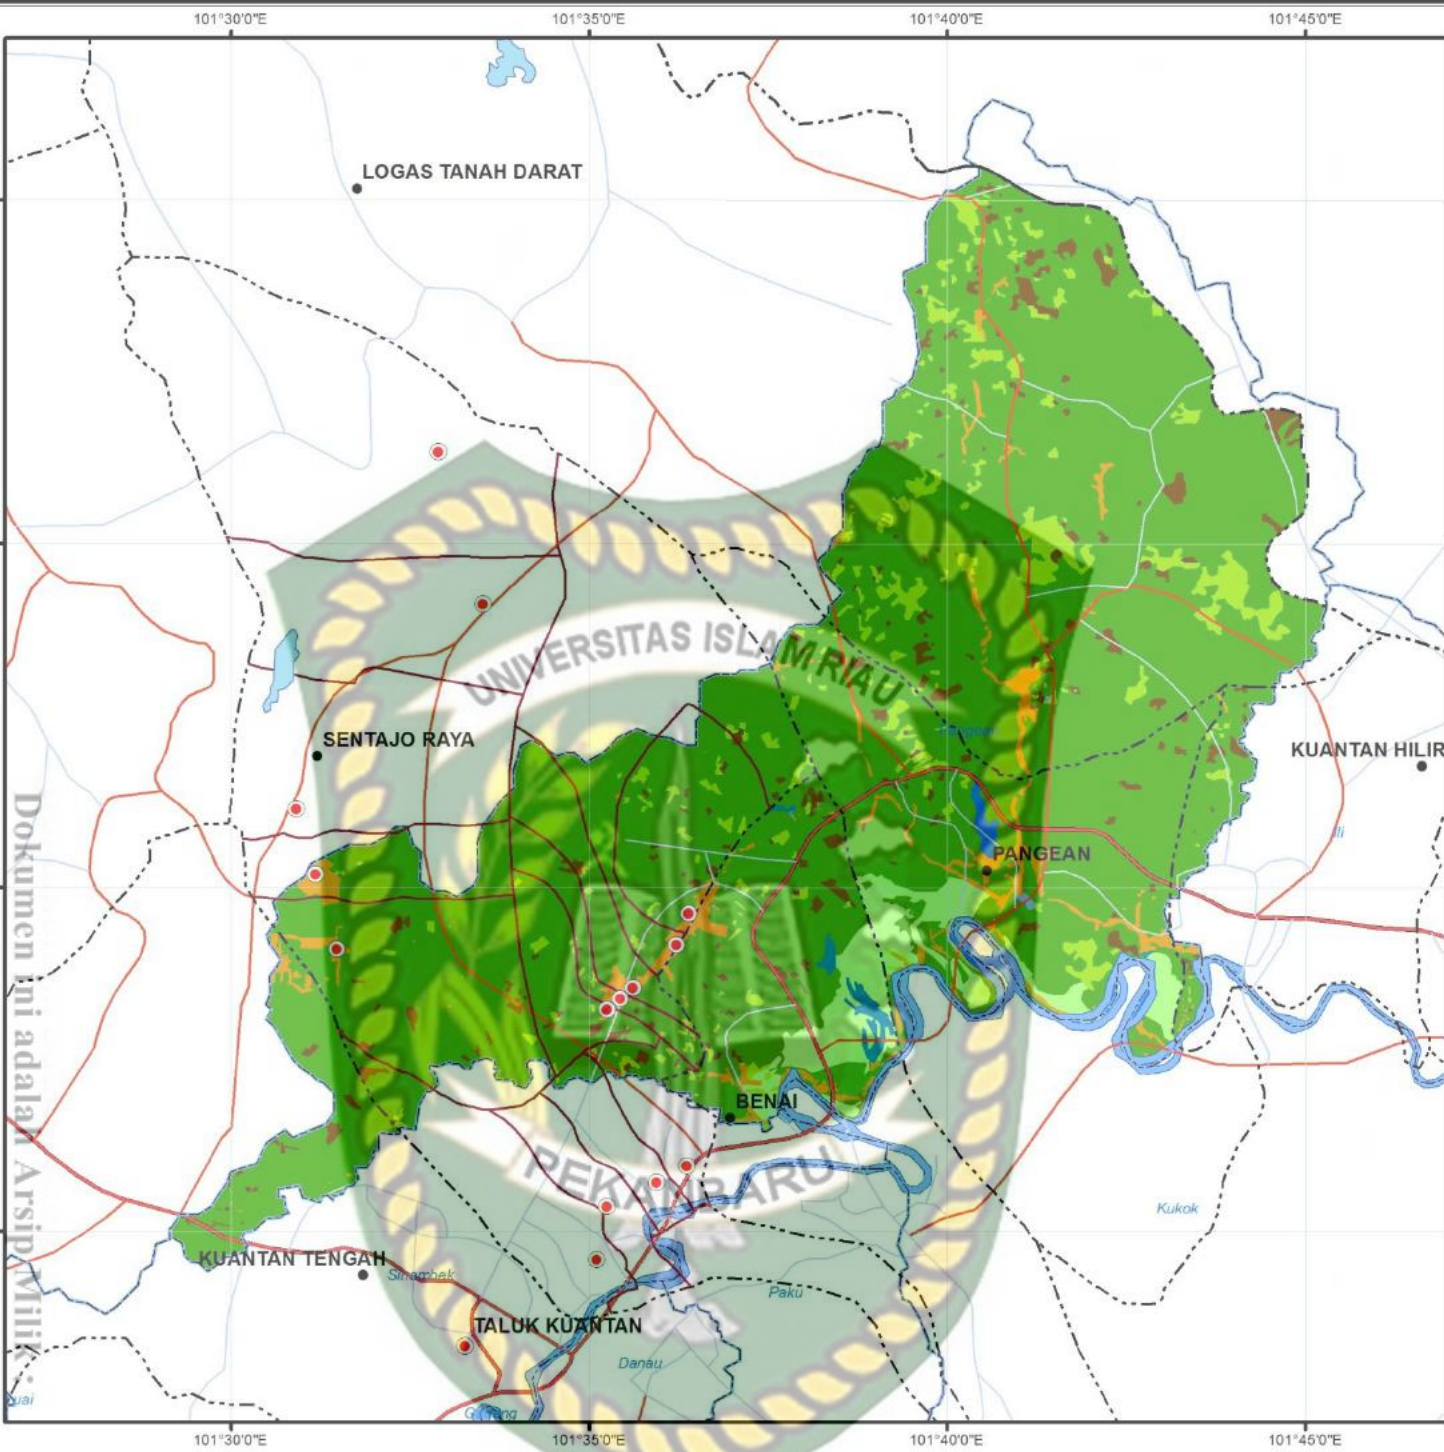 101°30'0"E
101°35'0"E
101°40'0"E
101°45'0"E
LOGAS TANAH DARAT
UNIVERSITAS ISLAM RIAU
SENTAJO RAYA
KUANTAN HILIR
PANGEAN
Dokumen ini adalah Arsip Milik :
BENAI
PEKANBARU
Kukok
KUANTAN TENGAH
Sinambek
Paku
TALUK KUANTAN
Danau
101°30'0"E
101°35'0"E
101°40'0"E
101°45'0"E